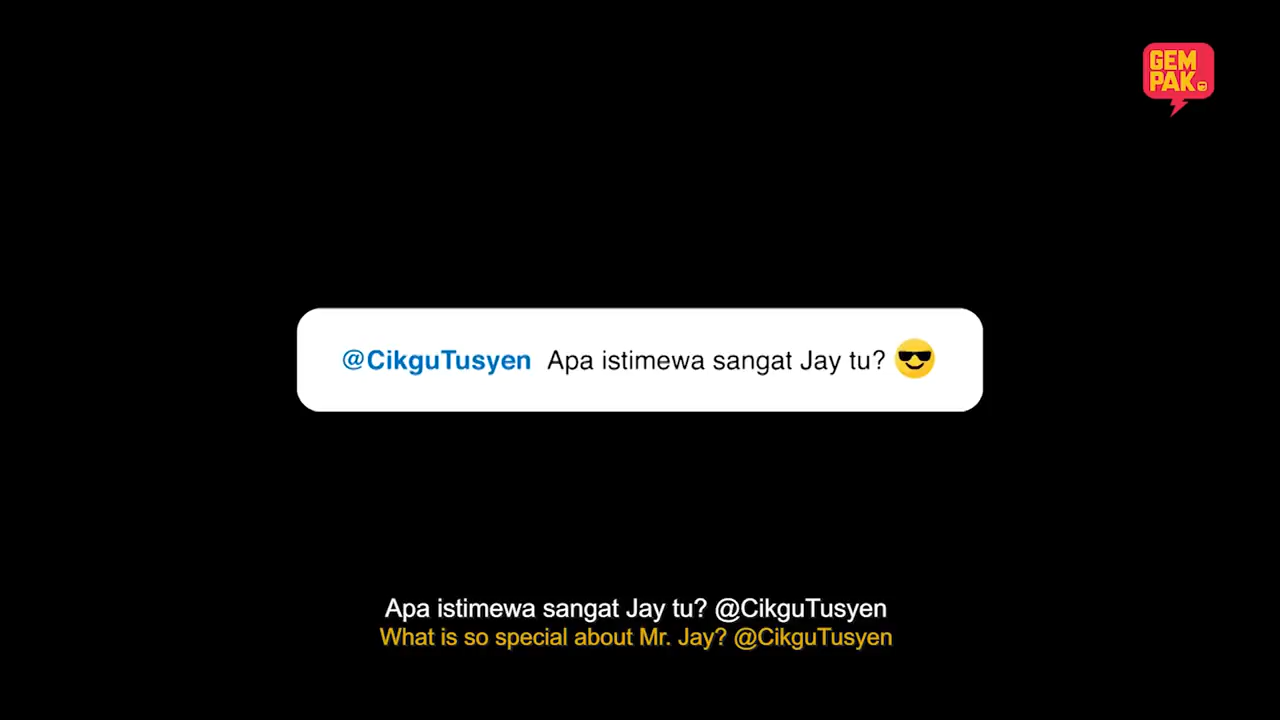 GEM
PAK
@CikguTusyen Apa istimewa sangat Jay tu? 😎
Apa istimewa sangat Jay tu? @CikguTusyen
What is so special about Mr. Jay? @CikguTusyen